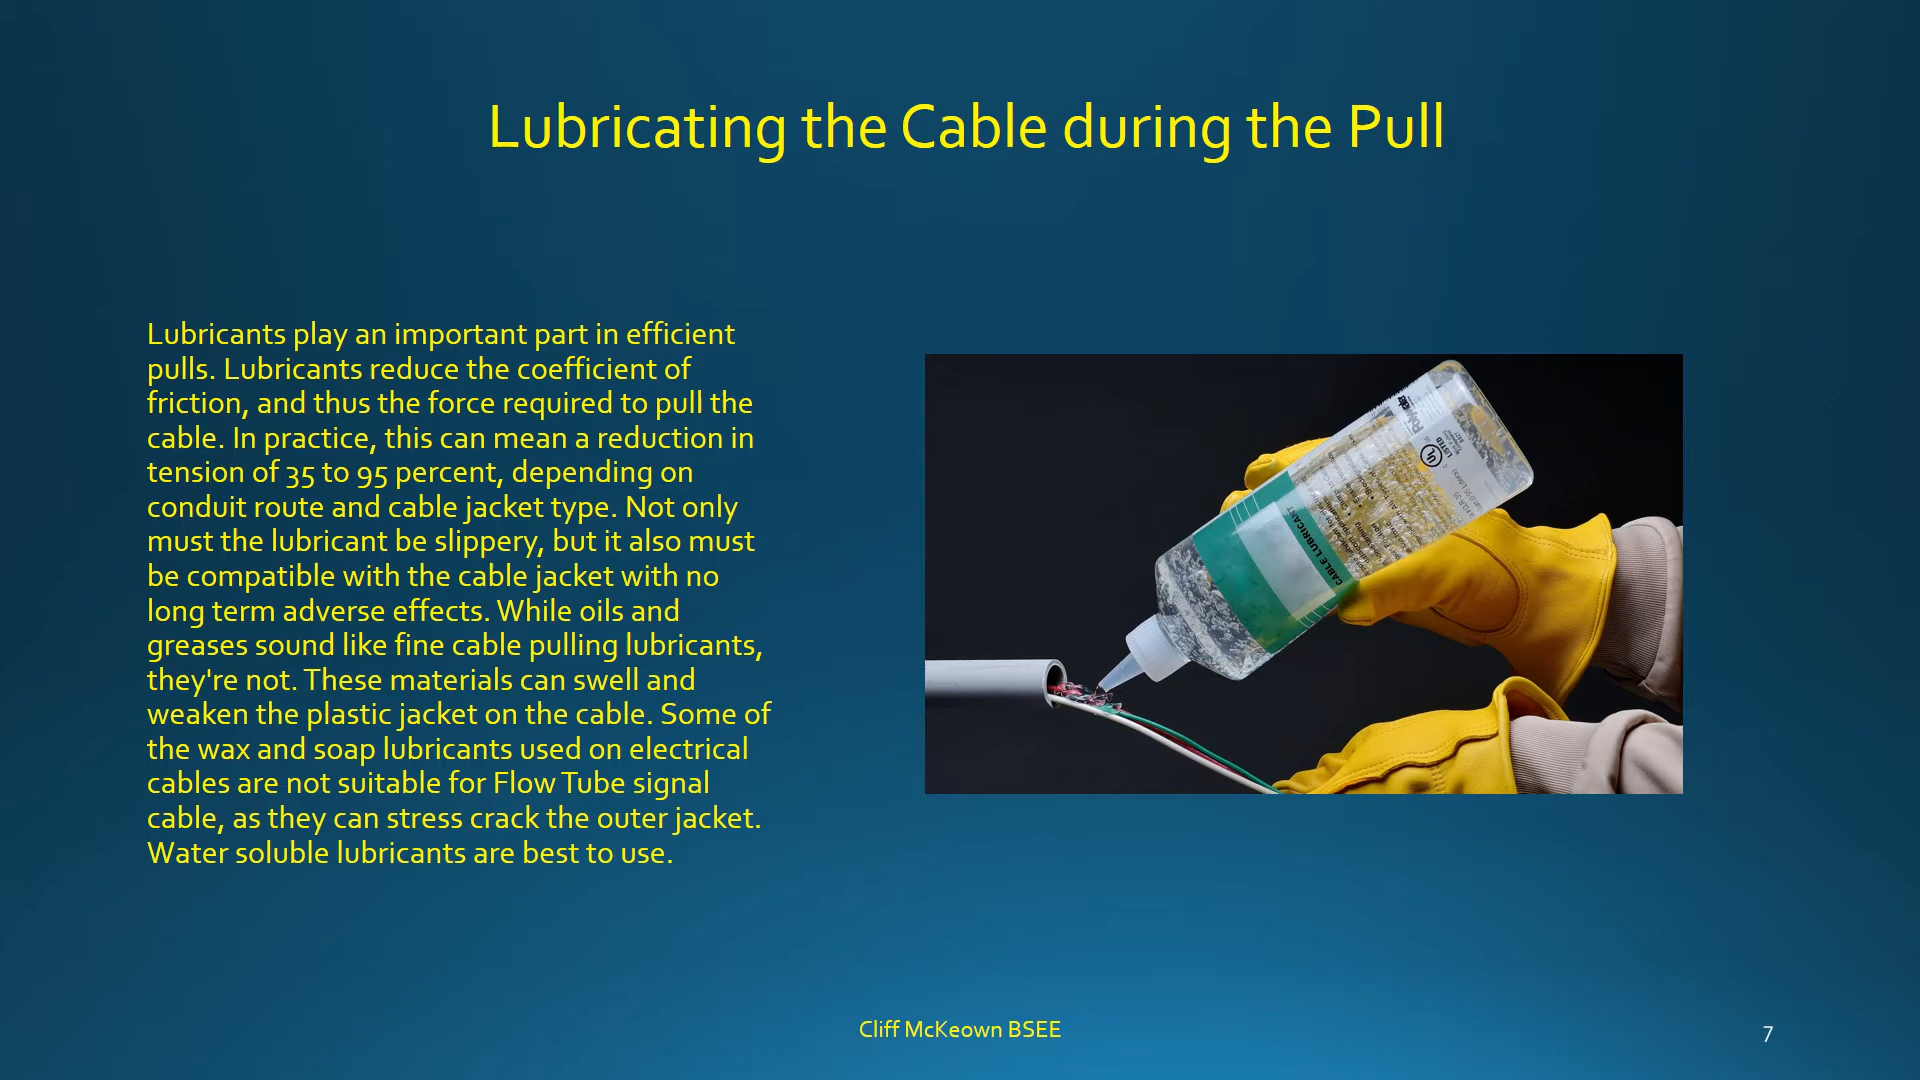 Lubricating the Cable during the Pull
Lubricants play an important part in efficient
pulls. Lubricants reduce the coefficient of
friction, and thus the force required to pull the
cable. In practice, this can mean a reduction in
tension of 35 to 95 percent, depending on
conduit route and cable jacket type. Not only
must the lubricant be slippery, but it also must
be compatible with the cable jacket with no
long term adverse effects. While oils and
greases sound like fine cable pulling lubricants,
they're not. These materials can swell and
weaken the plastic jacket on the cable. Some of
the wax and soap lubricants used on electrical
cables are not suitable for Flow Tube signal
cable, as they can stress crack the outer jacket.
Water soluble lubricants are best to use.
UL
LISTED
CABLE LUBRICANT
Cliff McKeown BSEE
7